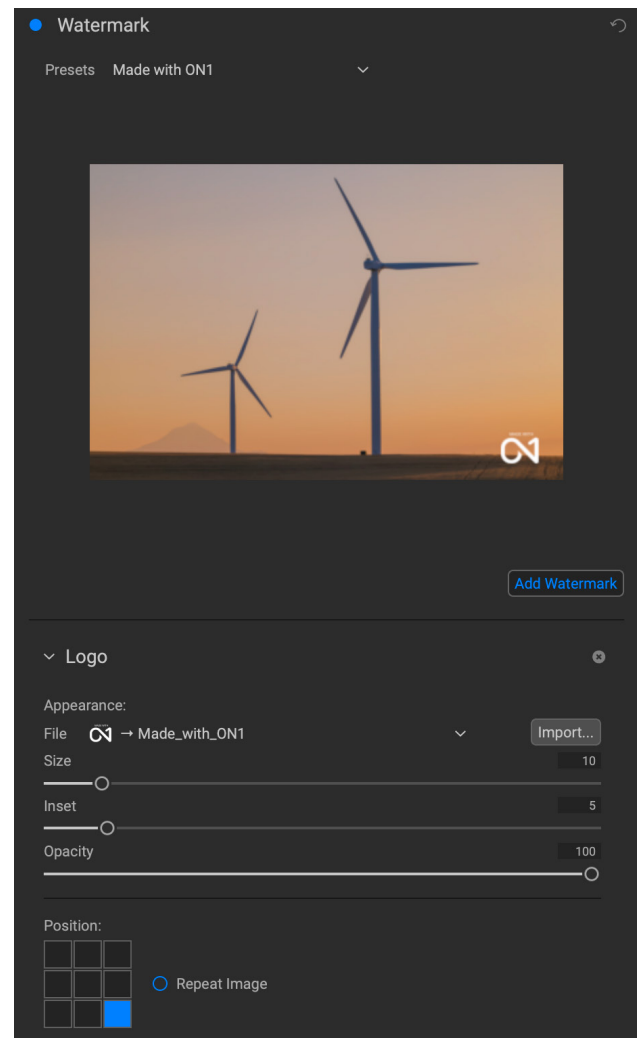 Watermark
Presets Made with ON1
Add Watermark
Logo
Appearance:
File → Made_with_ON1 Import...
Size 10
Inset 5
Opacity 100
Position:
Repeat Image